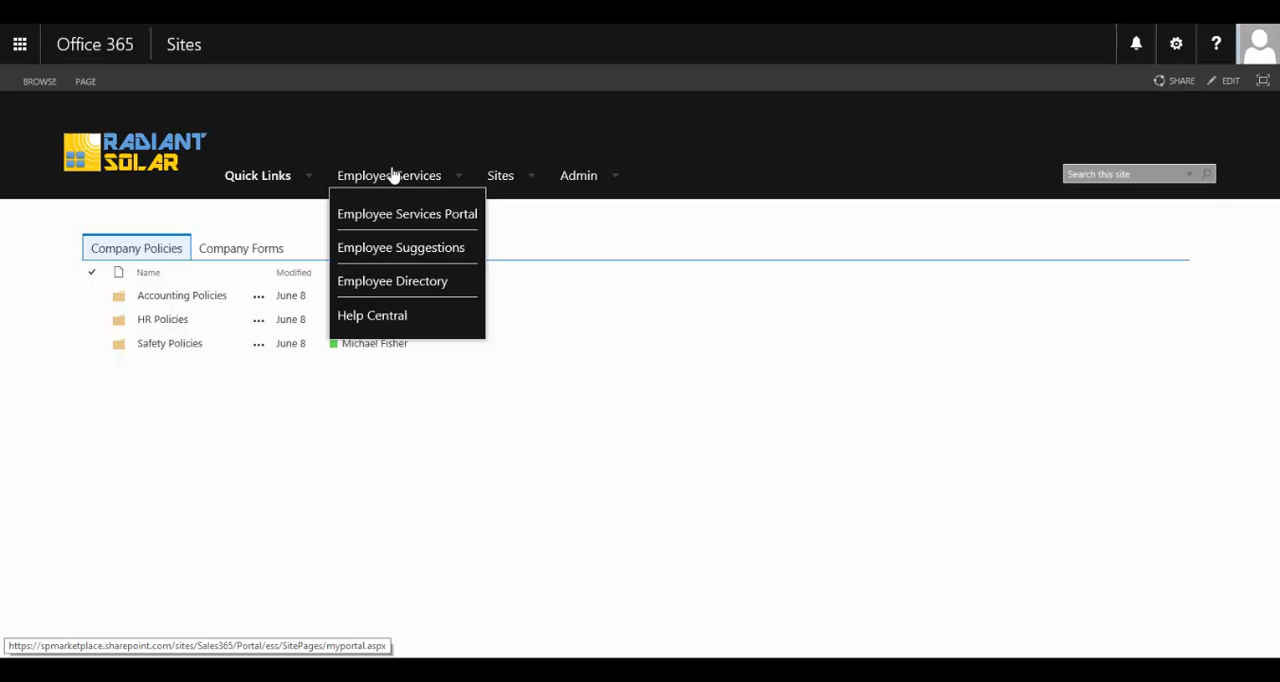 Office 365
Sites
?
BROWSE
PAGE
SHARE
EDIT
RADIANT
SOLAR
Quick Links
Employee Services
Sites
Admin
Search this site
Employee Services Portal
Employee Suggestions
Employee Directory
Help Central
Company Policies
Company Forms
Name
Modified
Accounting Policies
...
June 8
HR Policies
...
June 8
Safety Policies
...
June 8
Michael Fisher
https://spmarketplace.sharepoint.com/sites/Sales365/Portal/ess/SitePages/myportal.aspx